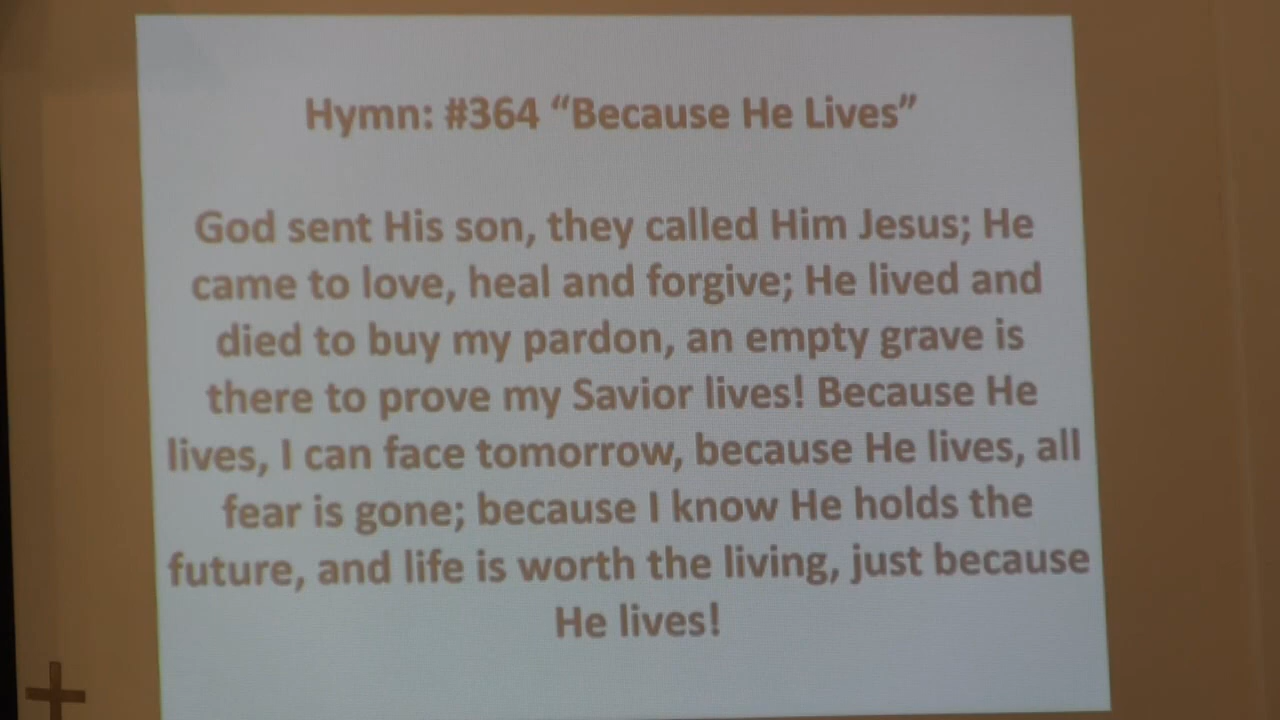 Hymn: #364 “Because He Lives”
God sent His son, they called Him Jesus; He
came to love, heal and forgive; He lived and
died to buy my pardon, an empty grave is
there to prove my Savior lives! Because He
lives, I can face tomorrow, because He lives, all
fear is gone; because I know He holds the
future, and life is worth the living, just because
He lives!